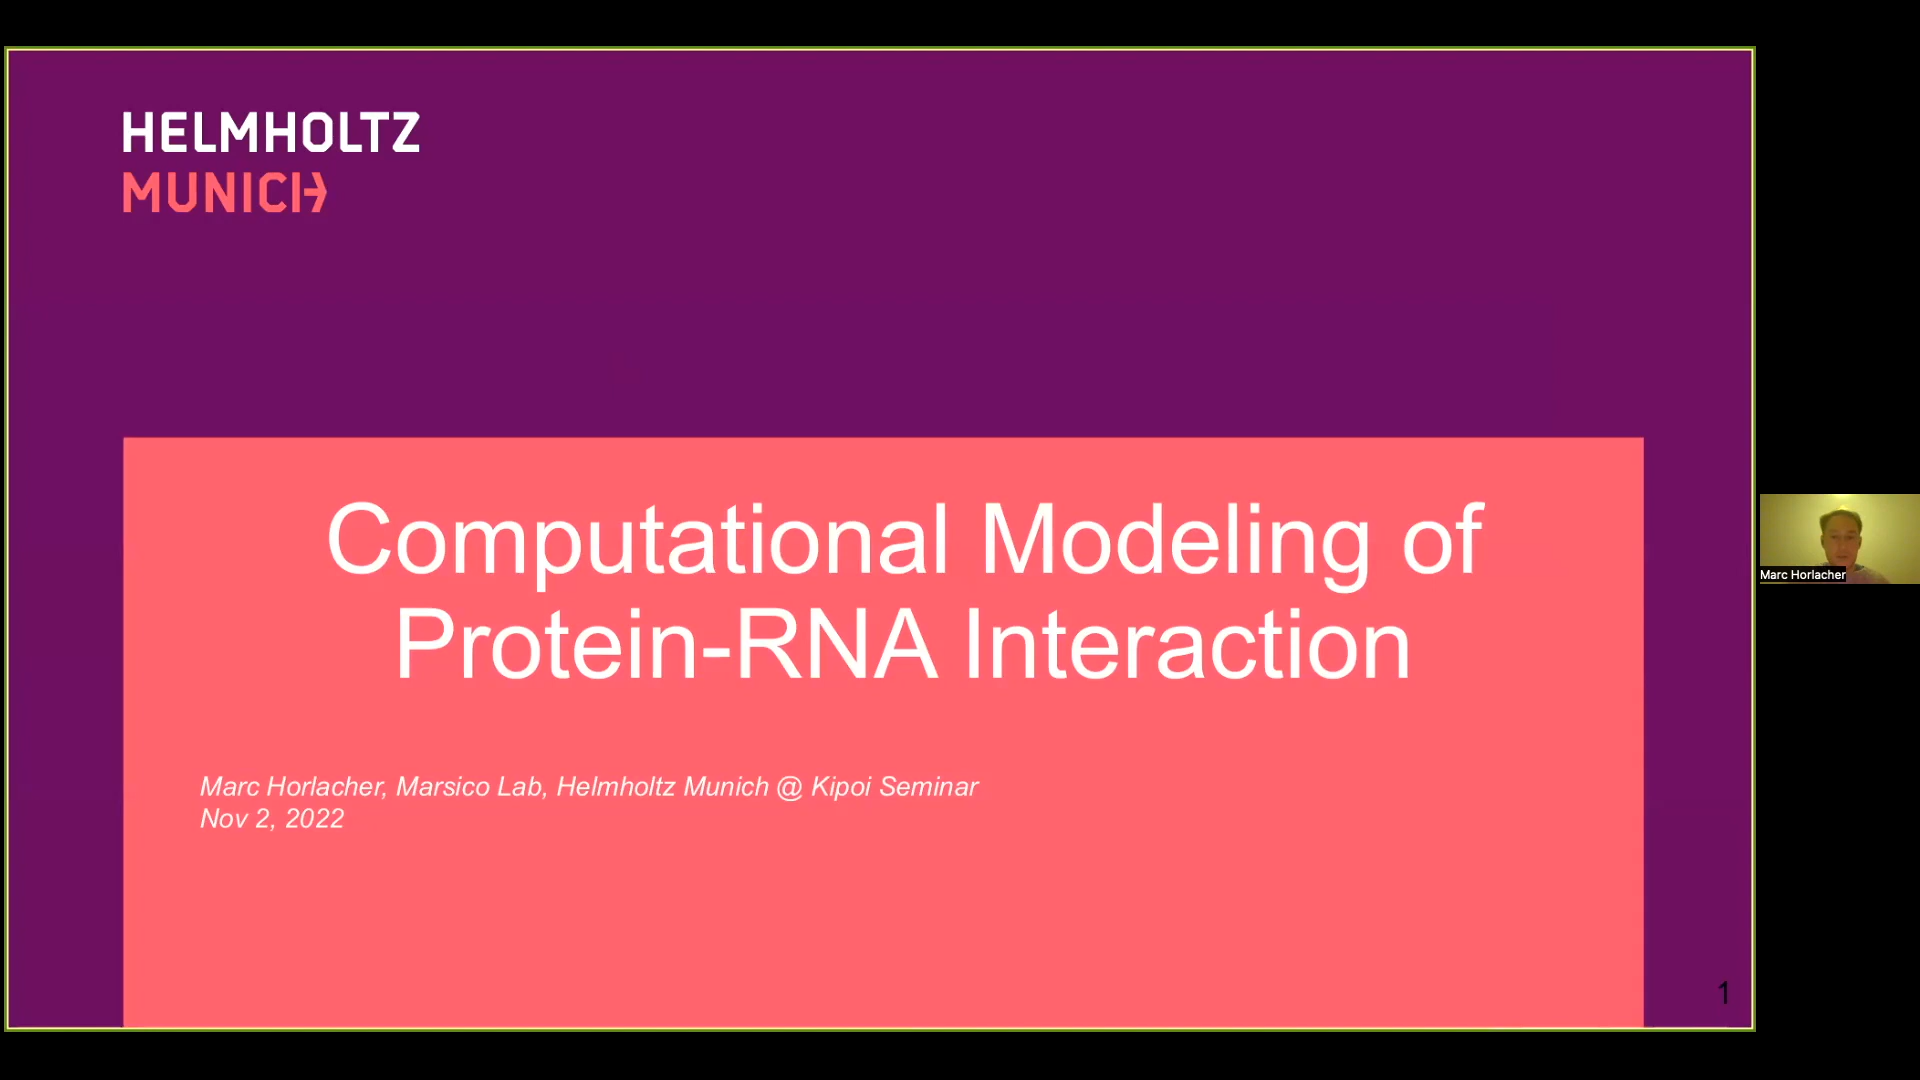 HELMHOLTZ
MUNICH
Computational Modeling of
Protein-RNA Interaction
Marc Horlacher, Marsico Lab, Helmholtz Munich @ Kipoi Seminar
Nov 2, 2022
1
Marc Horlacher